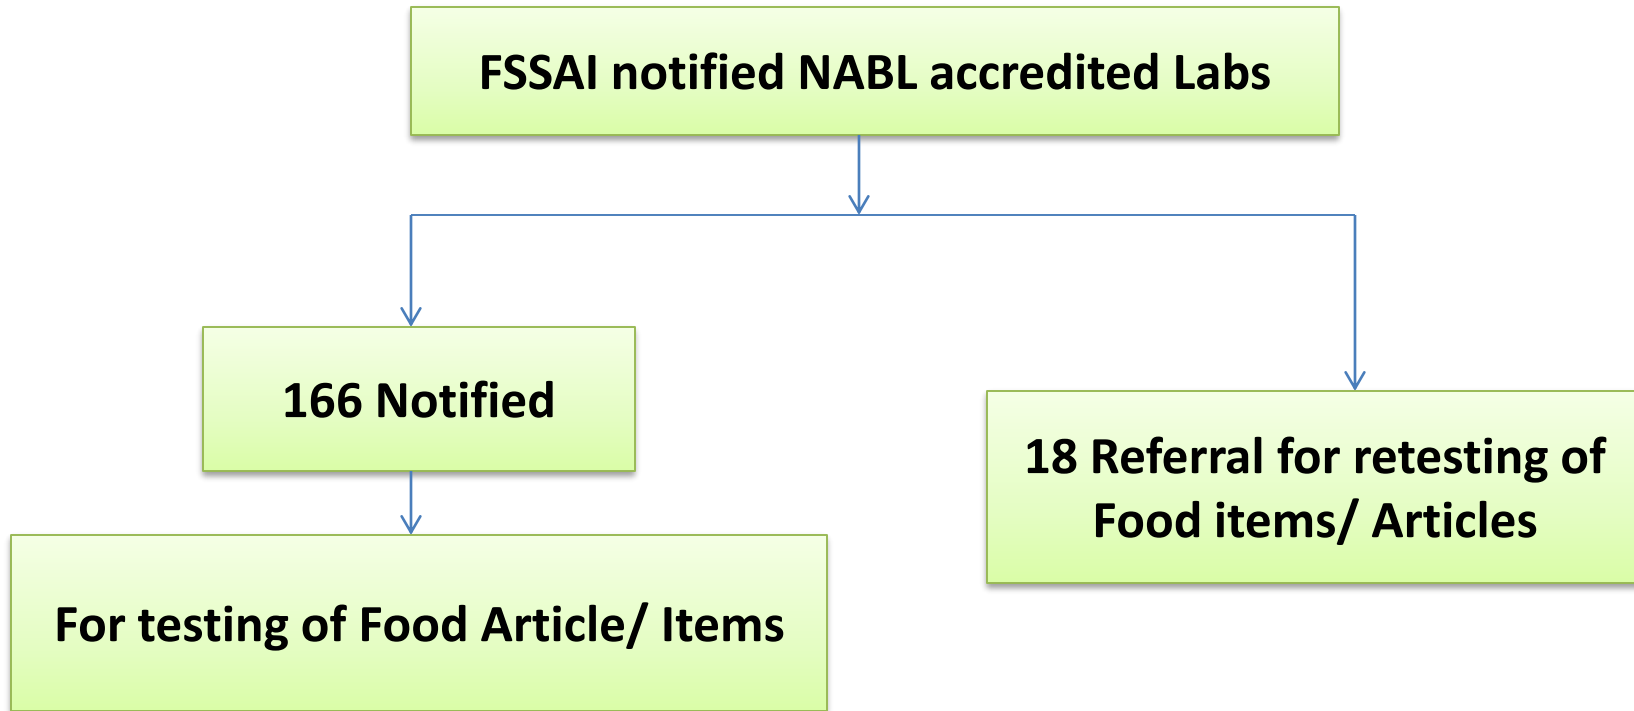 FSSAI notified NABL accredited Labs
166 Notified
18 Referral for retesting of
Food items/ Articles
For testing of Food Article/ Items